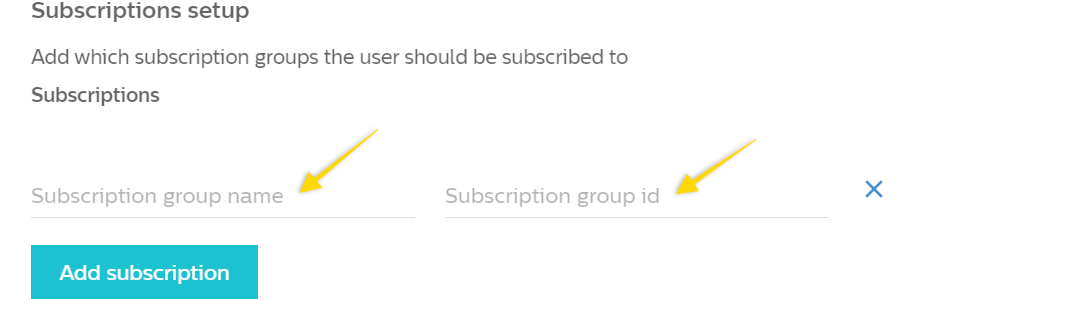 Subscriptions setup
Add which subscription groups the user should be subscribed to
Subscriptions
Subscription group name
Subscription group id
Add subscription